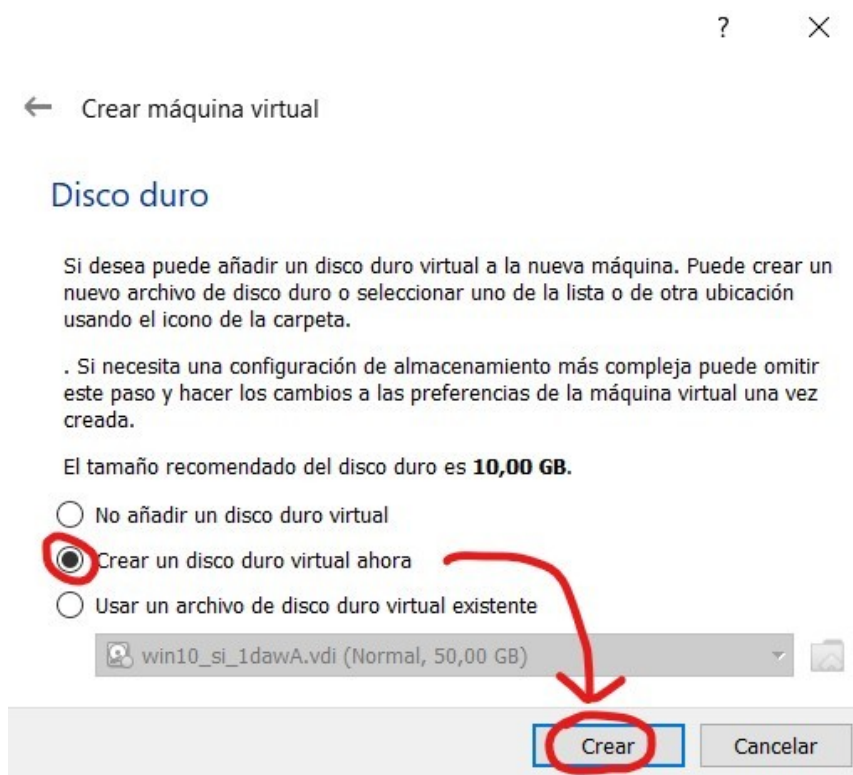 ?
Crear máquina virtual
Disco duro
Si desea puede añadir un disco duro virtual a la nueva máquina. Puede crear un
nuevo archivo de disco duro o seleccionar uno de la lista o de otra ubicación
usando el icono de la carpeta.
. Si necesita una configuración de almacenamiento más compleja puede omitir
este paso y hacer los cambios a las preferencias de la máquina virtual una vez
creada.
El tamaño recomendado del disco duro es 10,00 GB.
No añadir un disco duro virtual
Crear un disco duro virtual ahora
Usar un archivo de disco duro virtual existente
win10_si_1dawA.vdi (Normal, 50,00 GB)
Crear Cancelar